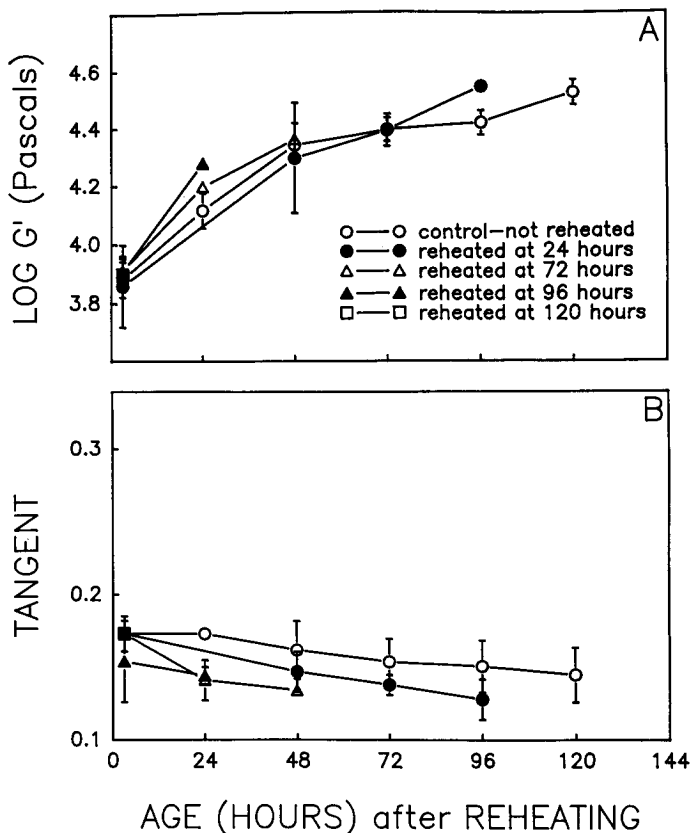 A
LOG G' (Pascals)
4.6
4.4
4.2
4.0
3.8
control-not reheated
reheated at 24 hours
reheated at 72 hours
reheated at 96 hours
reheated at 120 hours
B
TANGENT
0.3
0.2
0.1
0 24 48 72 96 120 144
AGE (HOURS) after REHEATING